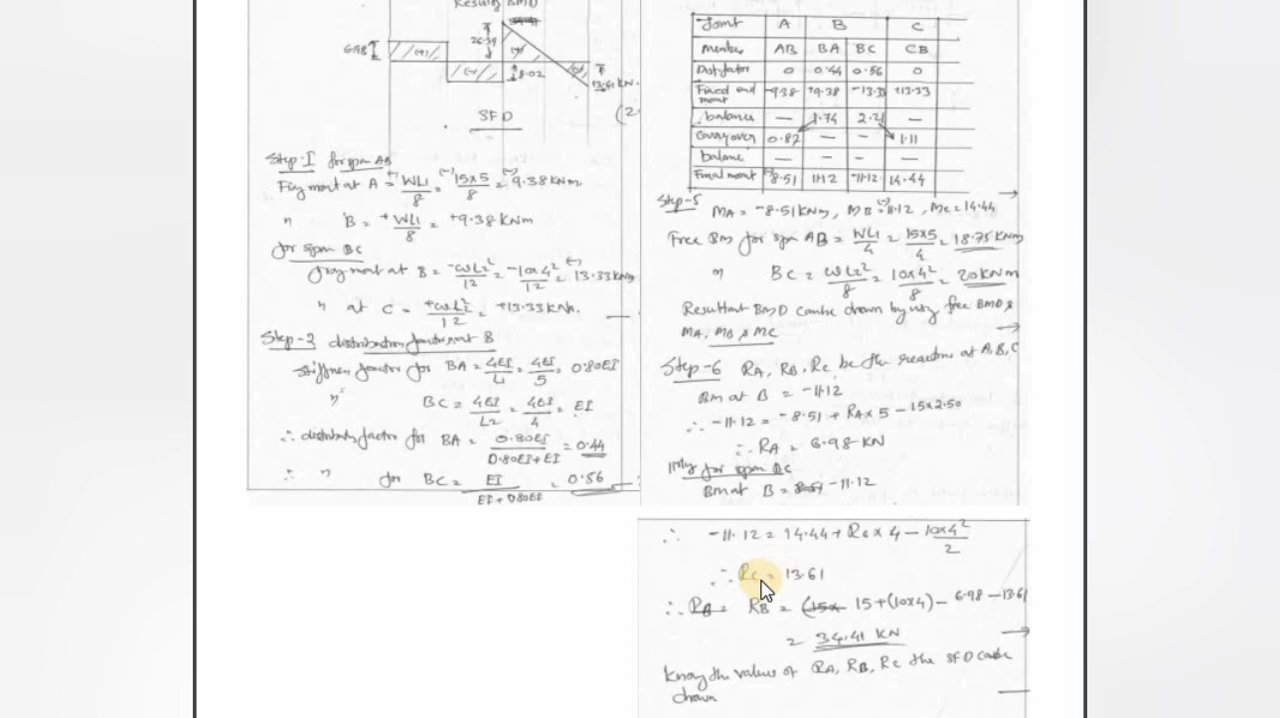 Resulting BMD
6.98
26.39
8.02
13.61 KN
SFD
Step-I for span AB
Fixg moment at A = (-) WL1/8 = (-) 15x5/8 = (-) 9.38 KNm.
" B = + WL1/8 = +9.38 KNm
for span BC
fixg moment at B = -WL2²/12 = -10x4²/12 = (-) 13.33 KNm
" at C = +WL2²/12 = +13.33 KNm.
Step-2 distribution factors at B
Stiffness factor for BA = 4EI/L1 = 4EI/5 = 0.80EI
" BC = 4EI/L2 = 4EI/4 = EI
∴ distribution factor for BA = 0.80EI/0.80EI+EI = 0.44
∴ " for BC = EI/EI+0.80EI = 0.56
Joint A B C
Member AB BA BC CB
Dist factor 0 0.44 0.56 0
Fixed end moment -9.38 +9.38 -13.33 +13.33
balance — 1.74 2.21 —
Carryover 0.87 — — 1.11
balance — — — —
Final moment (-)8.51 11.12 -11.12 14.44
Step-5 MA = -8.51 KNm, MB = (-)11.12, MC = 14.44
Free BM for span AB = WL1/4 = 15x5/4 = 18.75 KNm
" BC = WL2²/8 = 10x4²/8 = 20 KNm
Resultant BMD can be drawn by using free BMD &
MA, MB & MC
Step-6 RA, RB, RC be the reactions at A, B, C
Bm at B = -11.12
∴ -11.12 = -8.51 + RA x 5 - 15x2.50
∴ RA = 6.98 KN
lllly for span BC
Bm at B = -11.12
∴ -11.12 = 14.44 + RC x 4 - 10x4²/2
∴ RC = 13.61
∴ RB = RB = 15+(10x4) - 6.98 - 13.61
= 34.41 KN
Knowing the values of RA, RB, RC the SFD can be
drawn